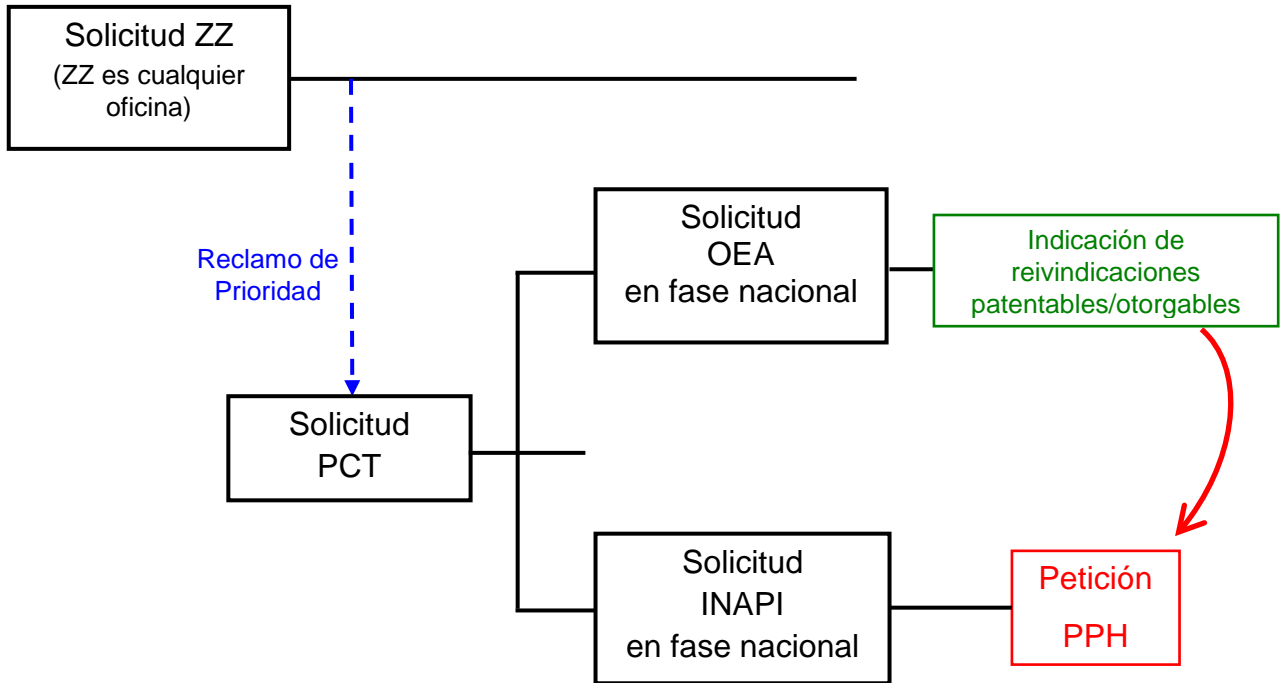 Solicitud ZZ
(ZZ es cualquier
oficina)
Reclamo de
Prioridad
Solicitud
PCT
Solicitud
OEA
en fase nacional
Indicación de
reivindicaciones
patentables/otorgables
Solicitud
INAPI
en fase nacional
Petición
PPH